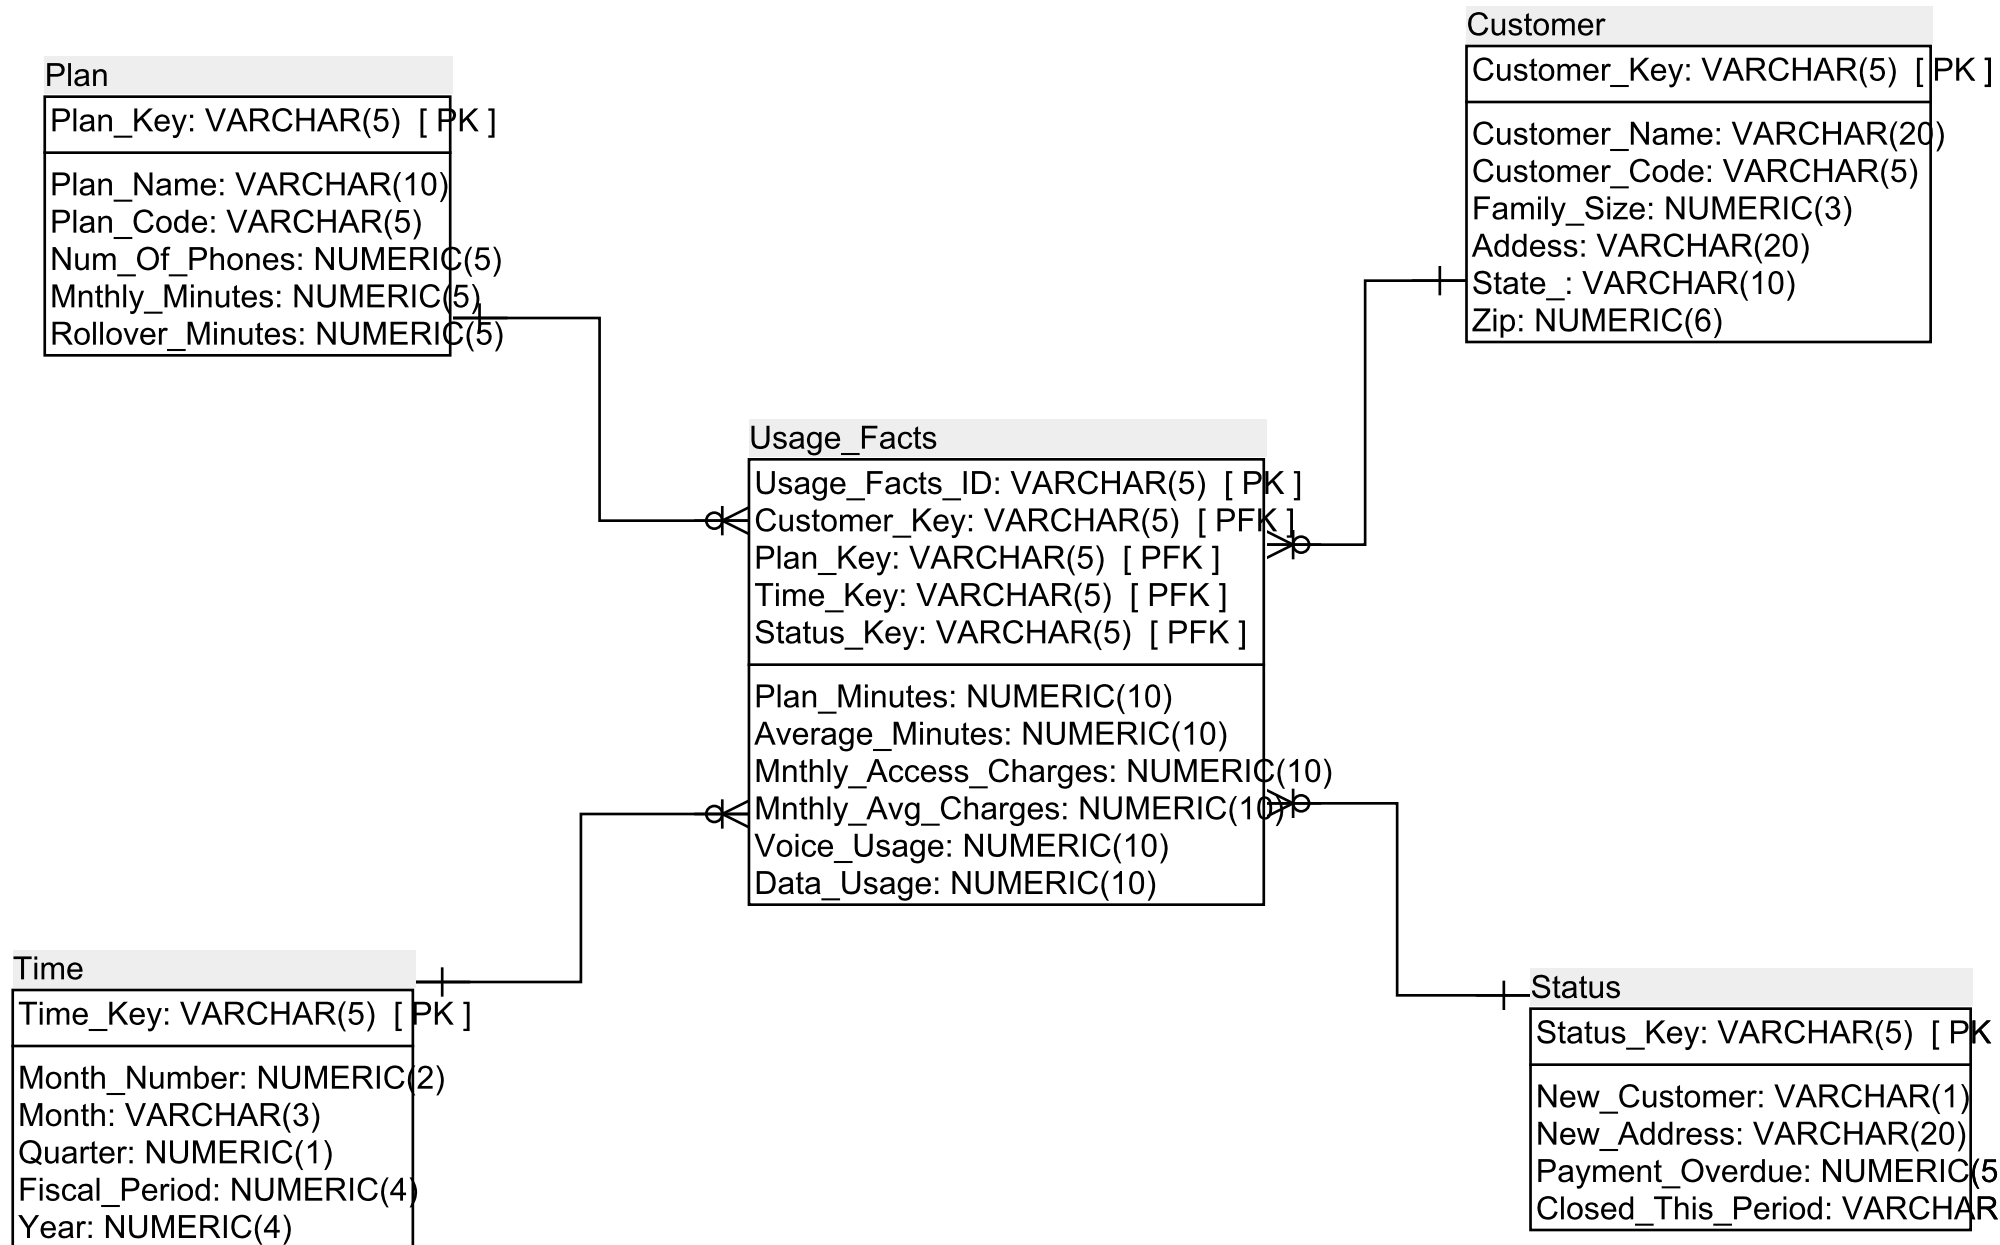 Plan
Plan_Key: VARCHAR(5) [ PK ]
Plan_Name: VARCHAR(10)
Plan_Code: VARCHAR(5)
Num_Of_Phones: NUMERIC(5)
Mnthly_Minutes: NUMERIC(5)
Rollover_Minutes: NUMERIC(5)
Customer
Customer_Key: VARCHAR(5) [ PK ]
Customer_Name: VARCHAR(20)
Customer_Code: VARCHAR(5)
Family_Size: NUMERIC(3)
Addess: VARCHAR(20)
State_: VARCHAR(10)
Zip: NUMERIC(6)
Usage_Facts
Usage_Facts_ID: VARCHAR(5) [ PK ]
Customer_Key: VARCHAR(5) [ PFK ]
Plan_Key: VARCHAR(5) [ PFK ]
Time_Key: VARCHAR(5) [ PFK ]
Status_Key: VARCHAR(5) [ PFK ]
Plan_Minutes: NUMERIC(10)
Average_Minutes: NUMERIC(10)
Mnthly_Access_Charges: NUMERIC(10)
Mnthly_Avg_Charges: NUMERIC(10)
Voice_Usage: NUMERIC(10)
Data_Usage: NUMERIC(10)
Time
Time_Key: VARCHAR(5) [ PK ]
Month_Number: NUMERIC(2)
Month: VARCHAR(3)
Quarter: NUMERIC(1)
Fiscal_Period: NUMERIC(4)
Year: NUMERIC(4)
Status
Status_Key: VARCHAR(5) [ PK
New_Customer: VARCHAR(1)
New_Address: VARCHAR(20)
Payment_Overdue: NUMERIC(5
Closed_This_Period: VARCHAR